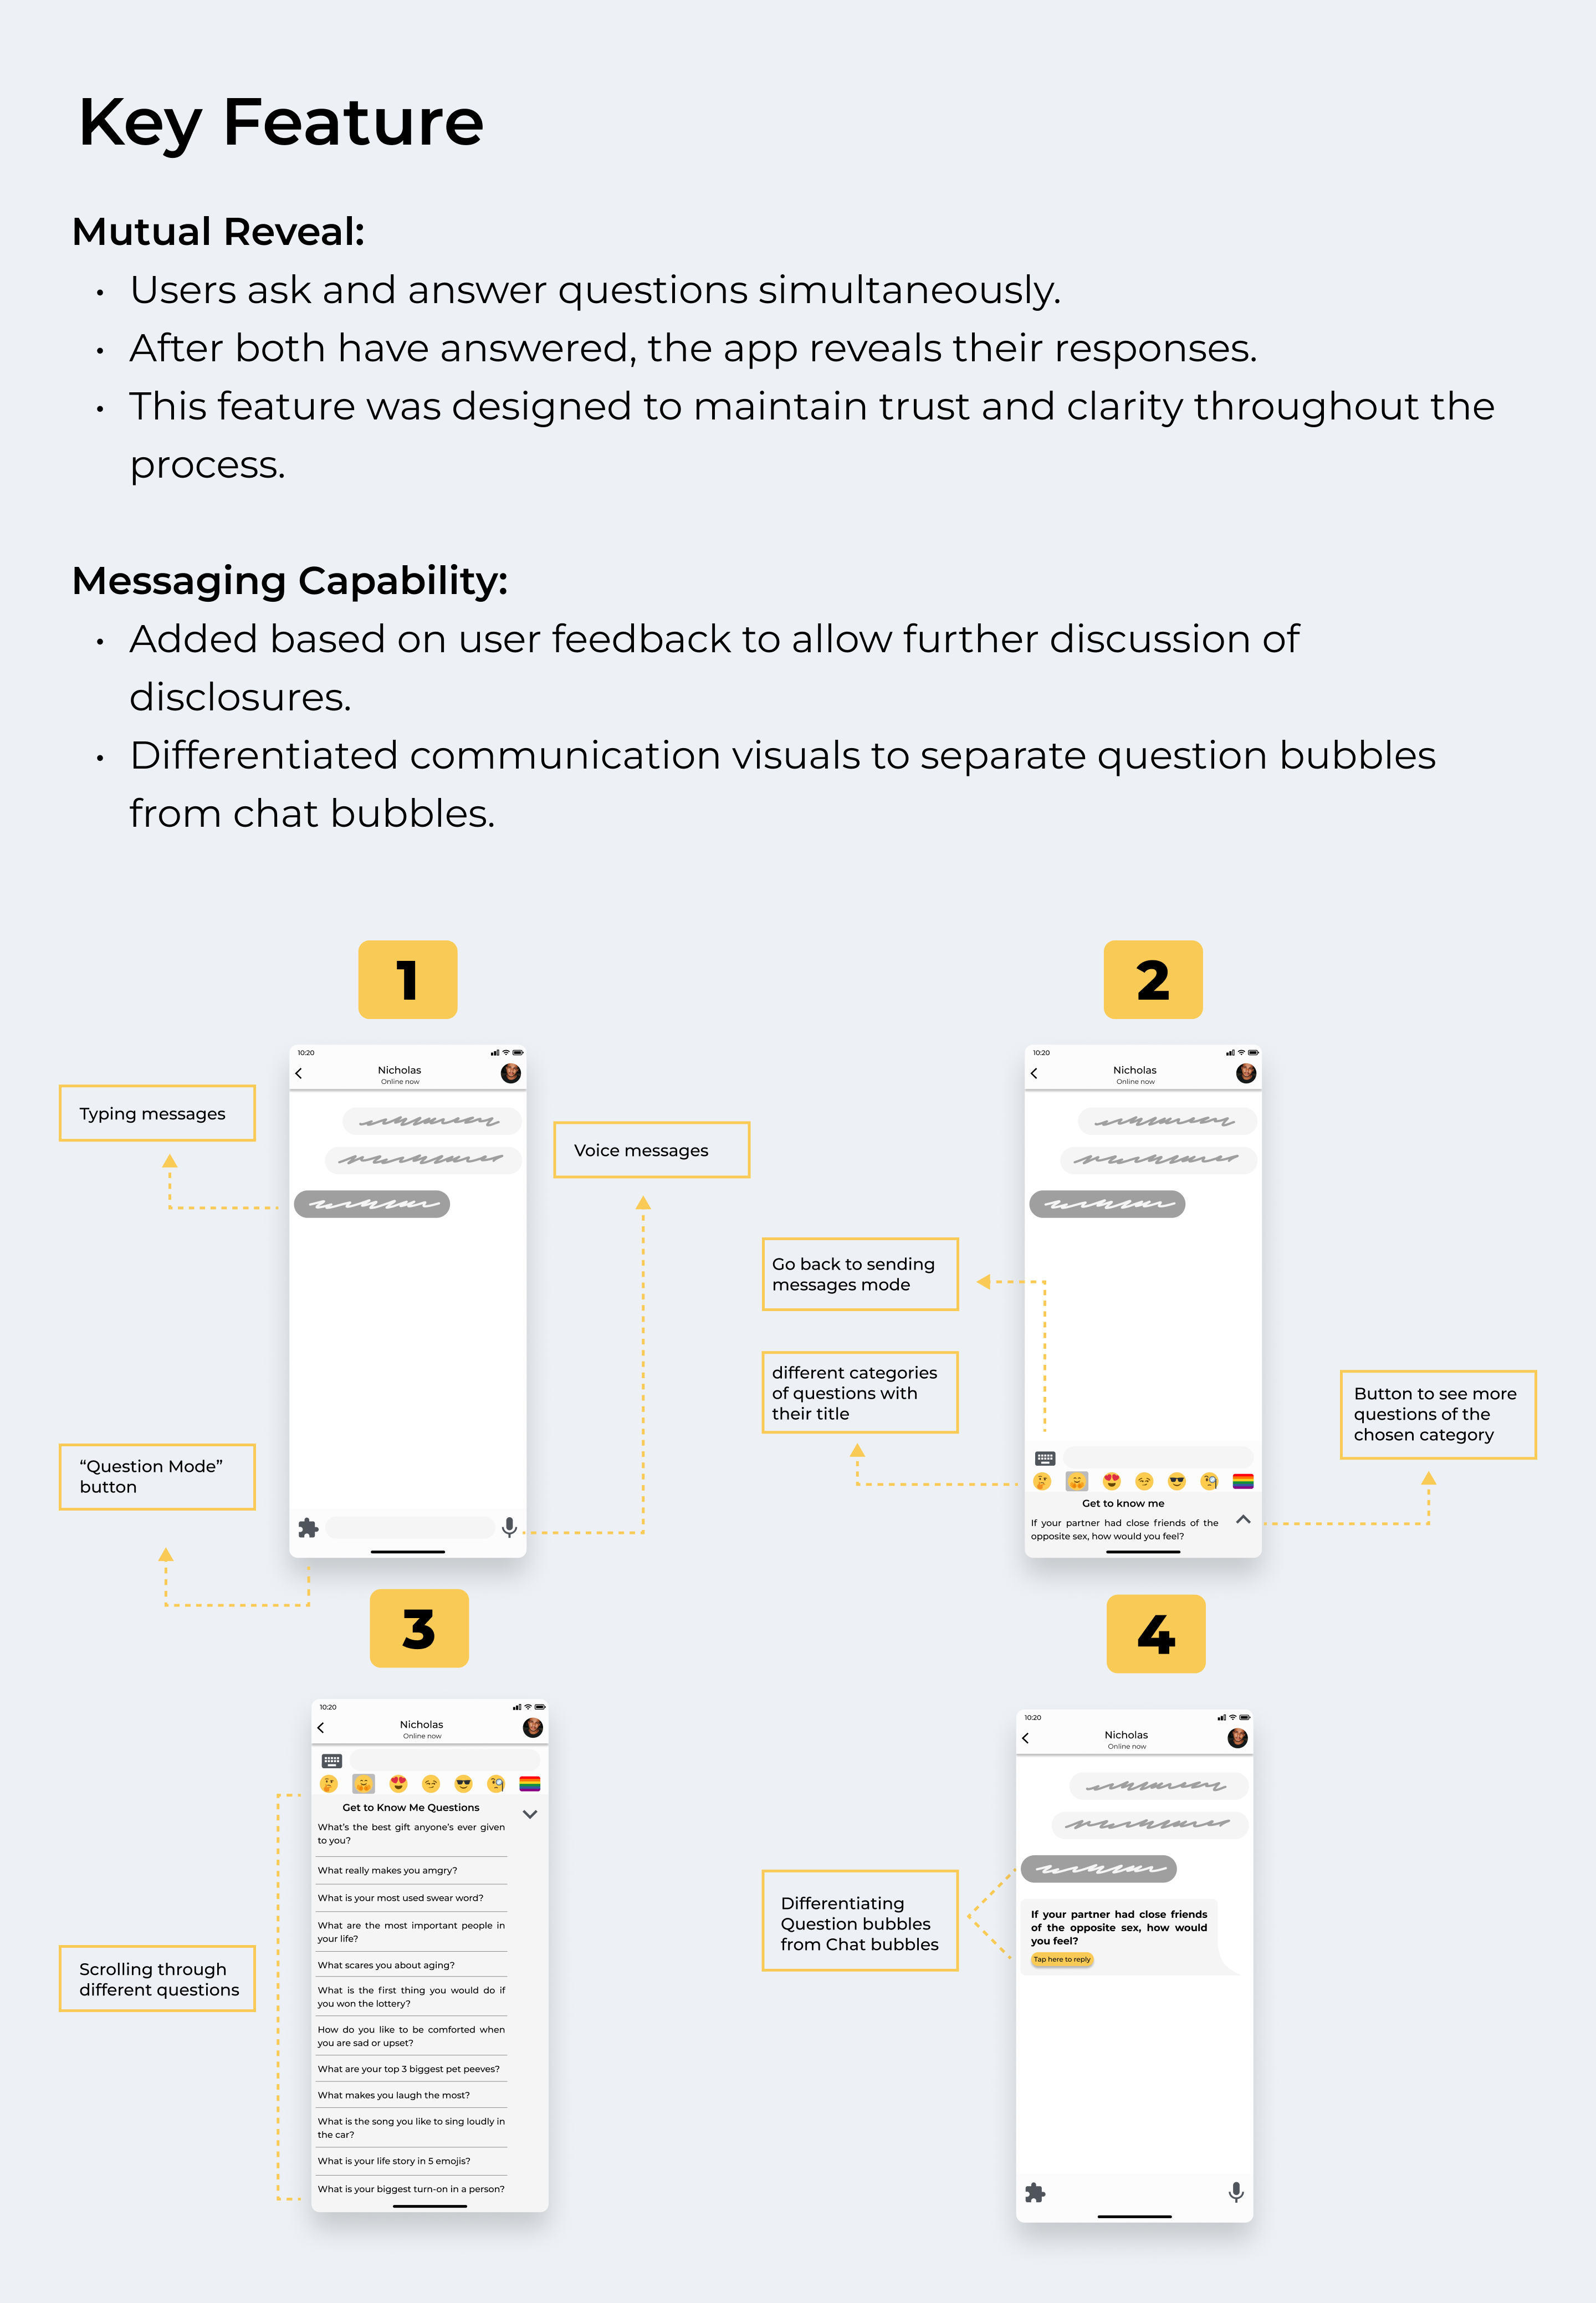 Key Feature
Mutual Reveal:
• Users ask and answer questions simultaneously.
• After both have answered, the app reveals their responses.
• This feature was designed to maintain trust and clarity throughout the
process.
Messaging Capability:
• Added based on user feedback to allow further discussion of
disclosures.
• Differentiated communication visuals to separate question bubbles
from chat bubbles.
1
10:20
Nicholas
Online now
Typing messages
Voice messages
“Question Mode”
button
2
10:20
Nicholas
Online now
Go back to sending
messages mode
different categories
of questions with
their title
Button to see more
questions of the
chosen category
Get to know me
If your partner had close friends of the
opposite sex, how would you feel?
3
10:20
Nicholas
Online now
Get to Know Me Questions
What's the best gift anyone's ever given
to you?
What really makes you amgry?
What is your most used swear word?
What are the most important people in
your life?
What scares you about aging?
What is the first thing you would do if
you won the lottery?
How do you like to be comforted when
you are sad or upset?
What are your top 3 biggest pet peeves?
What makes you laugh the most?
What is the song you like to sing loudly in
the car?
What is your life story in 5 emojis?
What is your biggest turn-on in a person?
Scrolling through
different questions
4
10:20
Nicholas
Online now
Differentiating
Question bubbles
from Chat bubbles
If your partner had close friends
of the opposite sex, how would
you feel?
Tap here to reply